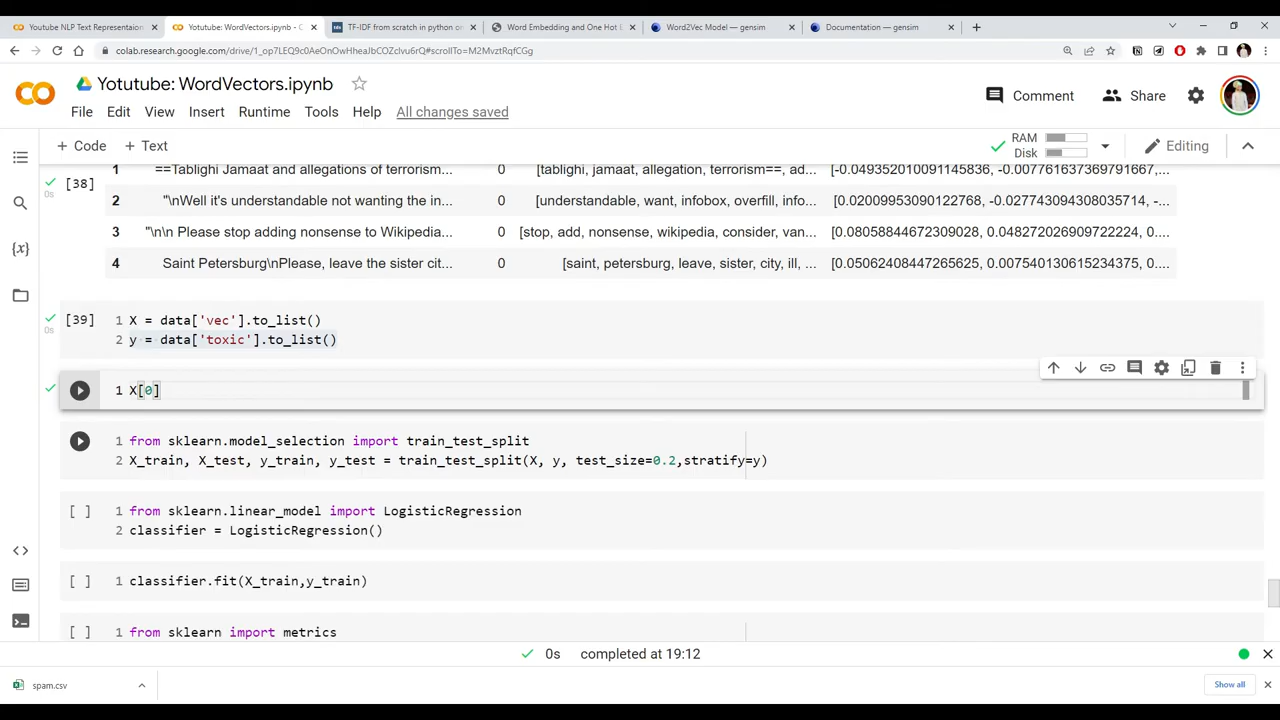 Youtube NLP Text Representaion
Yotutube: WordVectors.ipynb - C
TF-IDF from scratch in python o
Word Embedding and One Hot E
Word2Vec Model — gensim
Documentation — gensim
colab.research.google.com/drive/1_op7LEQ9c0AeOnOwHheaJbCOZclvu6rQ#scrollTo=M2MvztRqfCGg
Yotutube: WordVectors.ipynb
File Edit View Insert Runtime Tools Help All changes saved
Comment Share
+ Code + Text
RAM
Disk
Editing
1 ==Tablighi Jamaat and allegations of terrorism... 0 [tablighi, jamaat, allegation, terrorism==, ad... [-0.049352010091145836, -0.007761637369791667,...
[38]
0s
2 "\nWell it's understandable not wanting the in... 0 [understandable, want, infobox, overfill, info... [0.02009953090122768, -0.027743094308035714, -...
3 "\n\n Please stop adding nonsense to Wikipedia... 0 [stop, add, nonsense, wikipedia, consider, van... [0.08058844672309028, 0.048272026909722224, 0....
4 Saint Petersburg\nPlease, leave the sister cit... 0 [saint, petersburg, leave, sister, city, ill, ... [0.05062408447265625, 0.007540130615234375, 0....
[39] 1 X = data['vec'].to_list()
0s
2 y = data['toxic'].to_list()
1 X[0]
1 from sklearn.model_selection import train_test_split
2 X_train, X_test, y_train, y_test = train_test_split(X, y, test_size=0.2,stratify=y)
[ ] 1 from sklearn.linear_model import LogisticRegression
2 classifier = LogisticRegression()
[ ] 1 classifier.fit(X_train,y_train)
[ ] 1 from sklearn import metrics
0s completed at 19:12
spam.csv
Show all